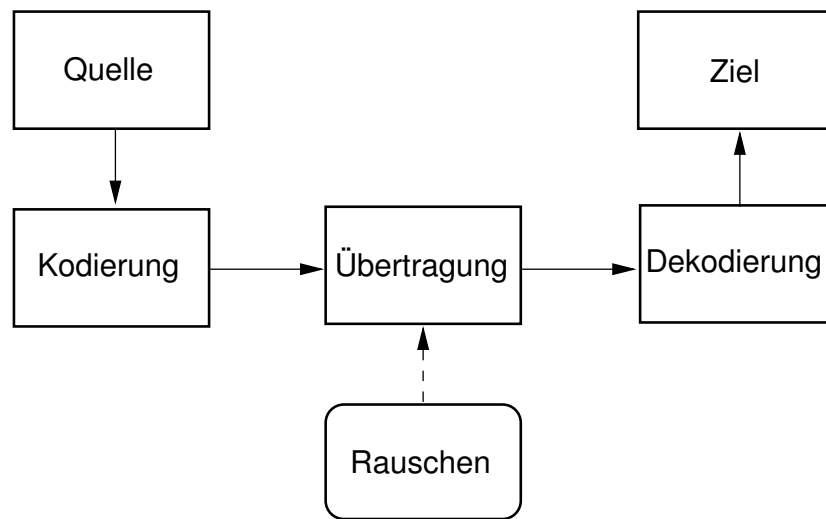 Quelle
Ziel
Kodierung
Übertragung
Dekodierung
Rauschen